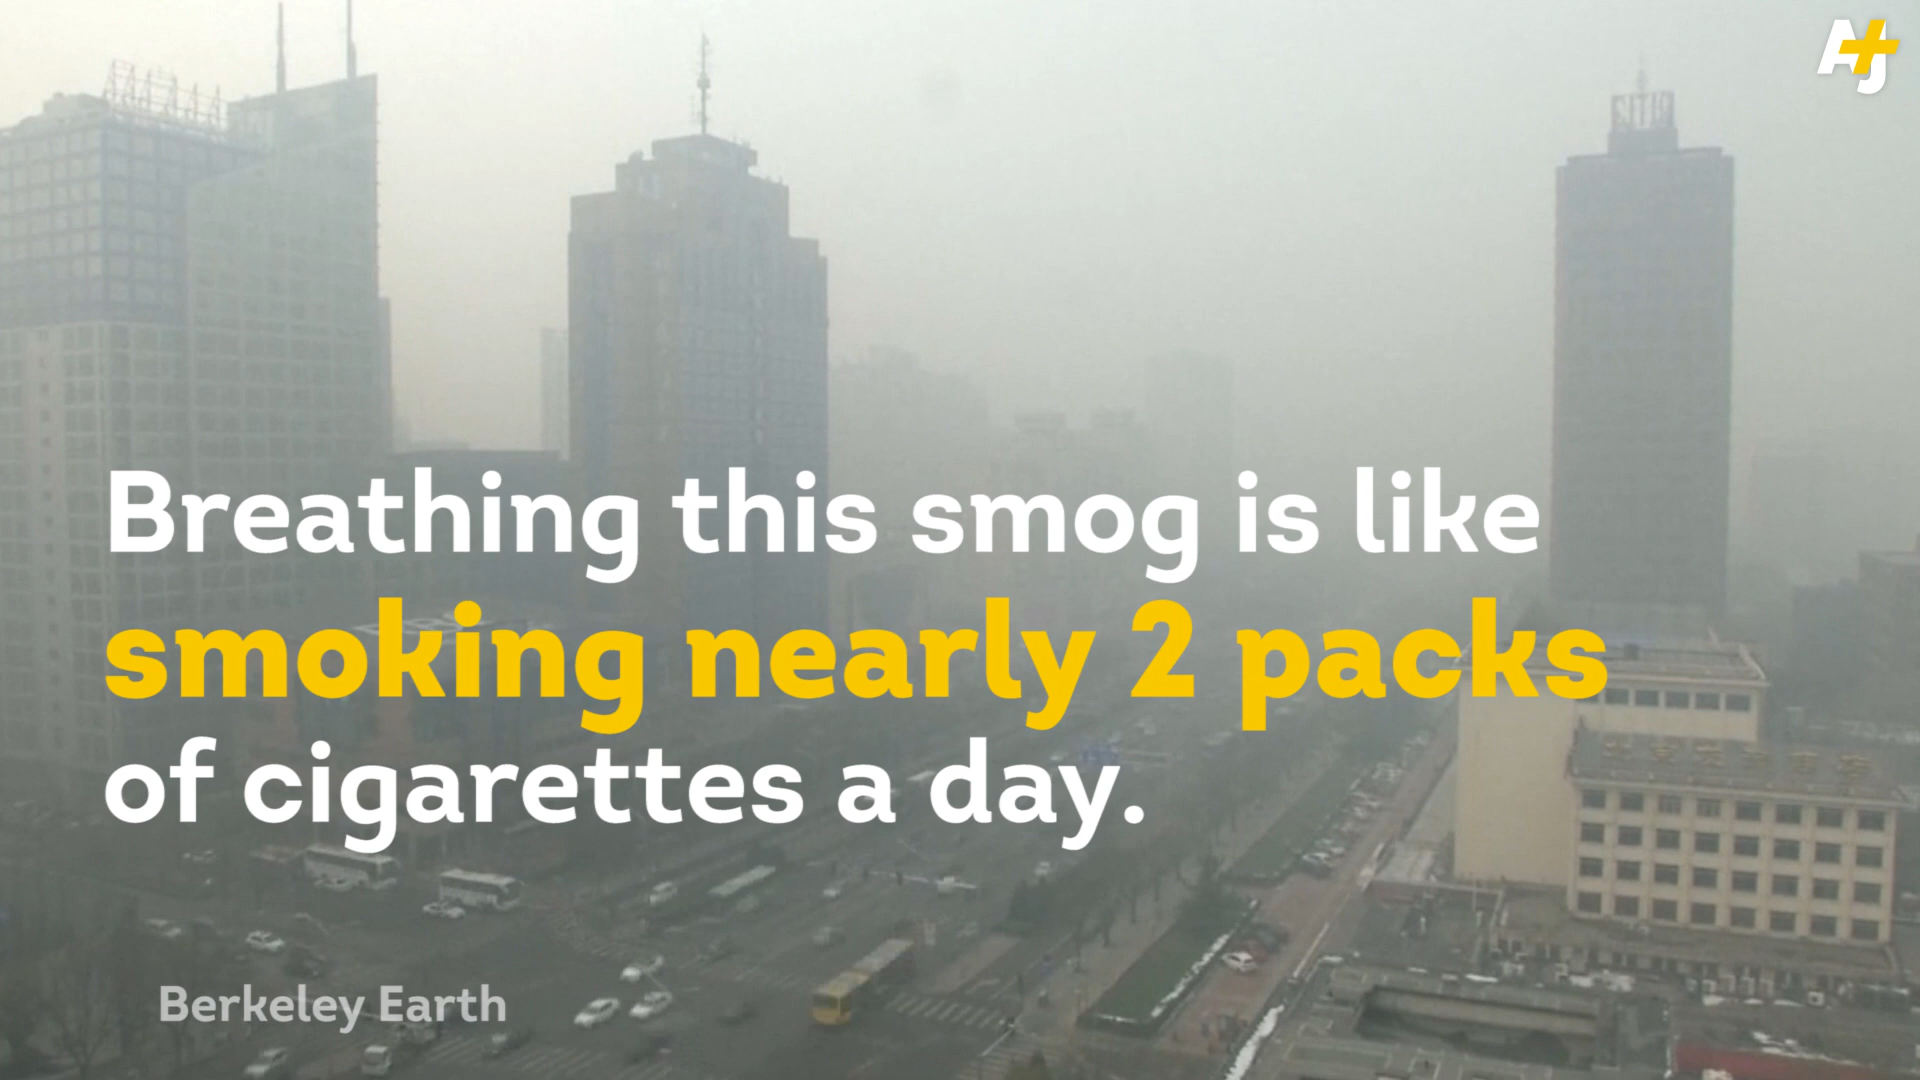 AJ+
Breathing this smog is like
smoking nearly 2 packs
of cigarettes a day.
Berkeley Earth